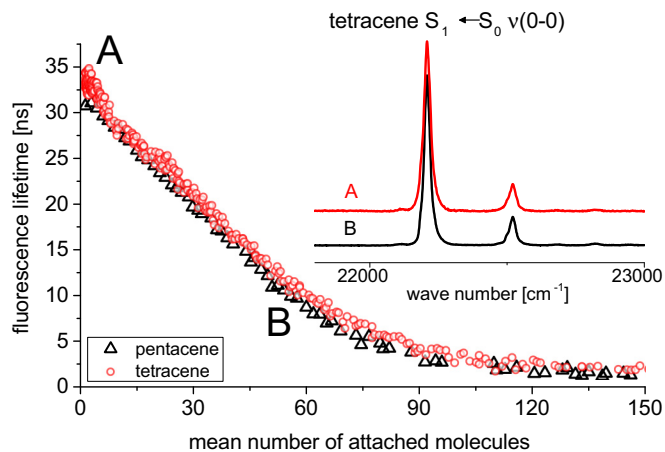 tetracene S₁ ←S₀ ν(0-0)
A
B
22000 23000
wave number [cm⁻¹]
A
B
fluorescence lifetime [ns]
35
30
25
20
15
10
5
0
pentacene
tetracene
0 30 60 90 120 150
mean number of attached molecules